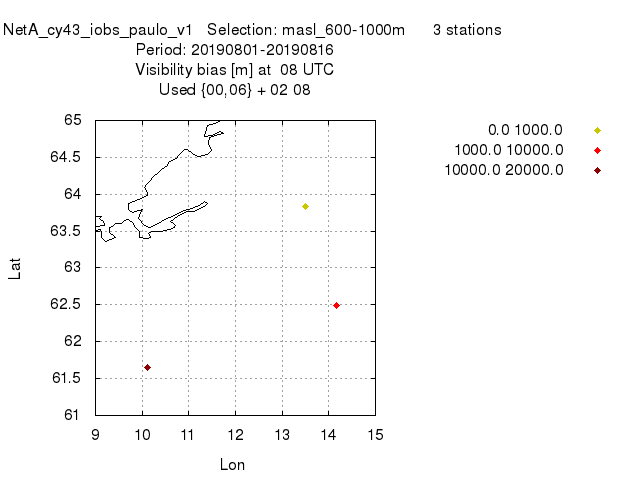 NetA_cy43_iobs_paulo_v1 Selection: masl_600-1000m 3 stations
Period: 20190801-20190816
Visibility bias [m] at 08 UTC
Used {00,06} + 02 08
0.0 1000.0
1000.0 10000.0
10000.0 20000.0
65
64.5
64
63.5
63
62.5
62
61.5
61
Lat
9 10 11 12 13 14 15
Lon